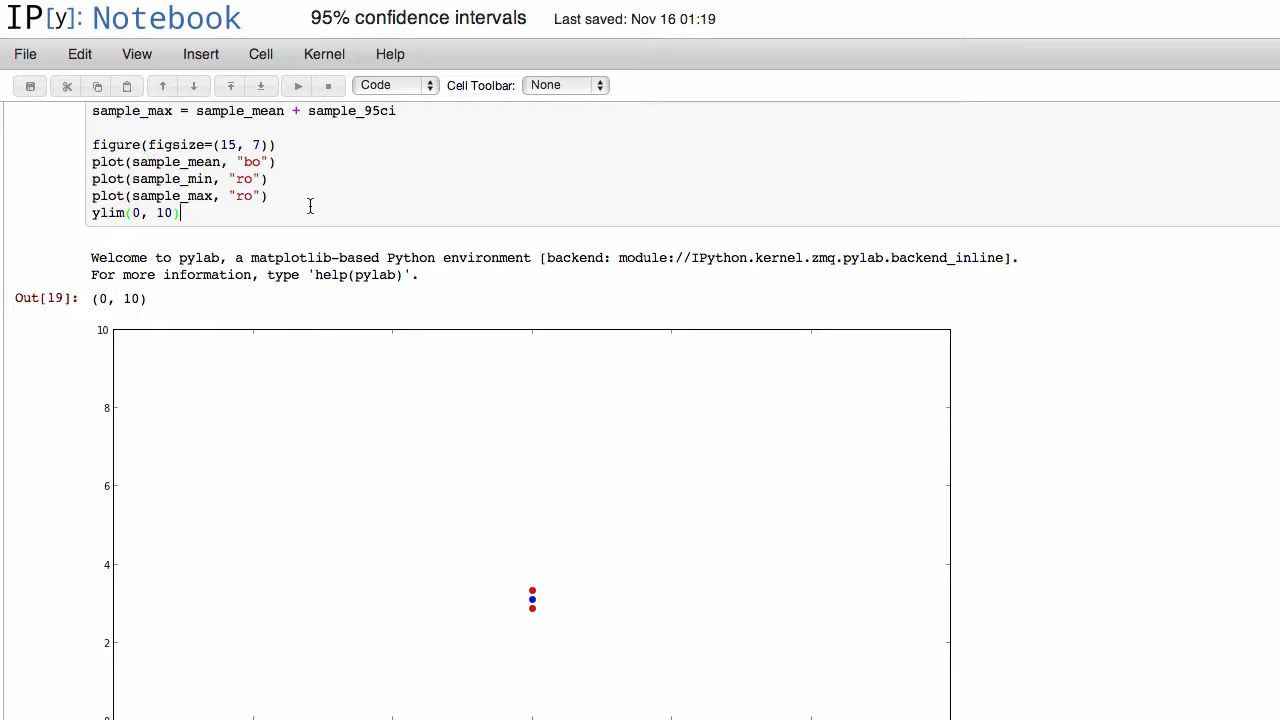 IP[y]: Notebook 95% confidence intervals Last saved: Nov 16 01:19
File Edit View Insert Cell Kernel Help
Code Cell Toolbar: None
sample_max = sample_mean + sample_95ci
figure(figsize=(15, 7))
plot(sample_mean, "bo")
plot(sample_min, "ro")
plot(sample_max, "ro")
ylim(0, 10)
Welcome to pylab, a matplotlib-based Python environment [backend: module://IPython.kernel.zmq.pylab.backend_inline].
For more information, type 'help(pylab)'.
Out[19]: (0, 10)
10
8
6
4
2